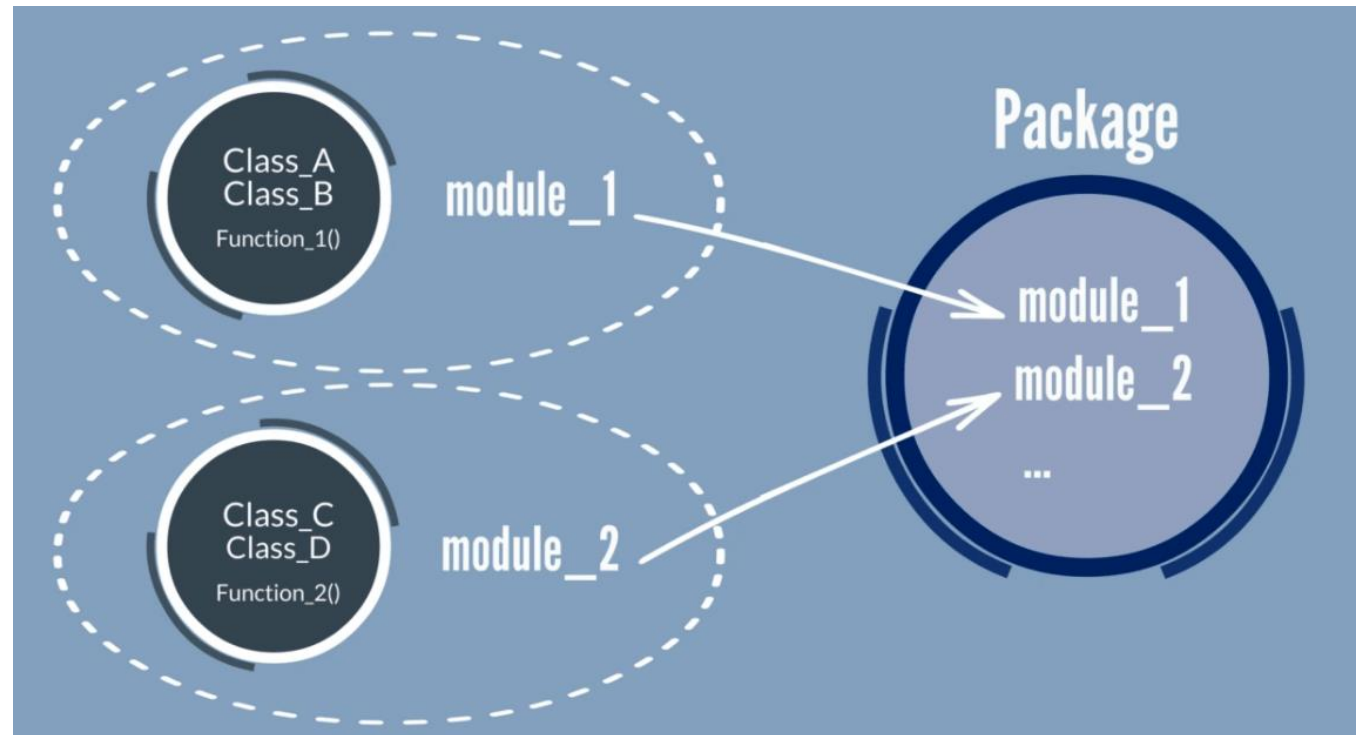 Class_A
Class_B
Function_1()
module_1
Class_C
Class_D
Function_2()
module_2
Package
module_1
module_2
...